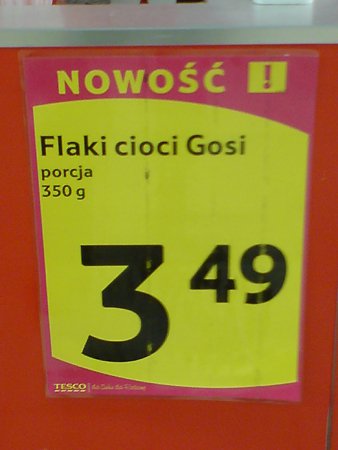 NOWOŚĆ !
Flaki cioci Gosi
porcja
350 g
3 49
TESCO